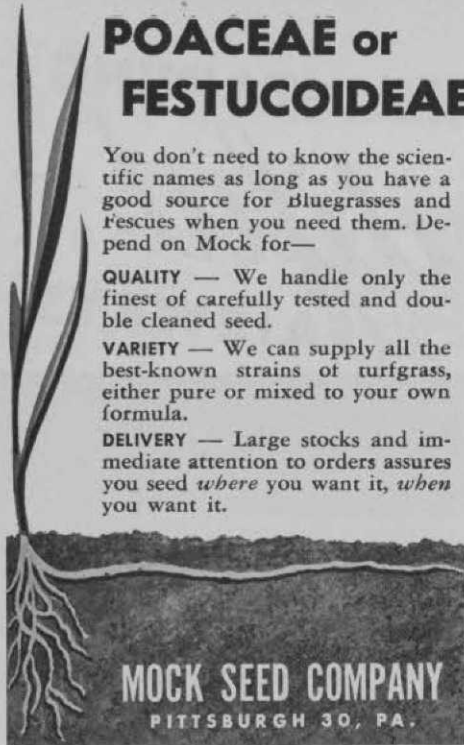 POACEAE or
FESTUCOIDEAE
You don't need to know the scien-
tific names as long as you have a
good source for Bluegrasses and
Fescues when you need them. De-
pend on Mock for—
QUALITY — We handle only the
finest of carefully tested and dou-
ble cleaned seed.
VARIETY — We can supply all the
best-known strains of turfgrass,
either pure or mixed to your own
formula.
DELIVERY — Large stocks and im-
mediate attention to orders assures
you seed where you want it, when
you want it.
MOCK SEED COMPANY
PITTSBURGH 30, PA.